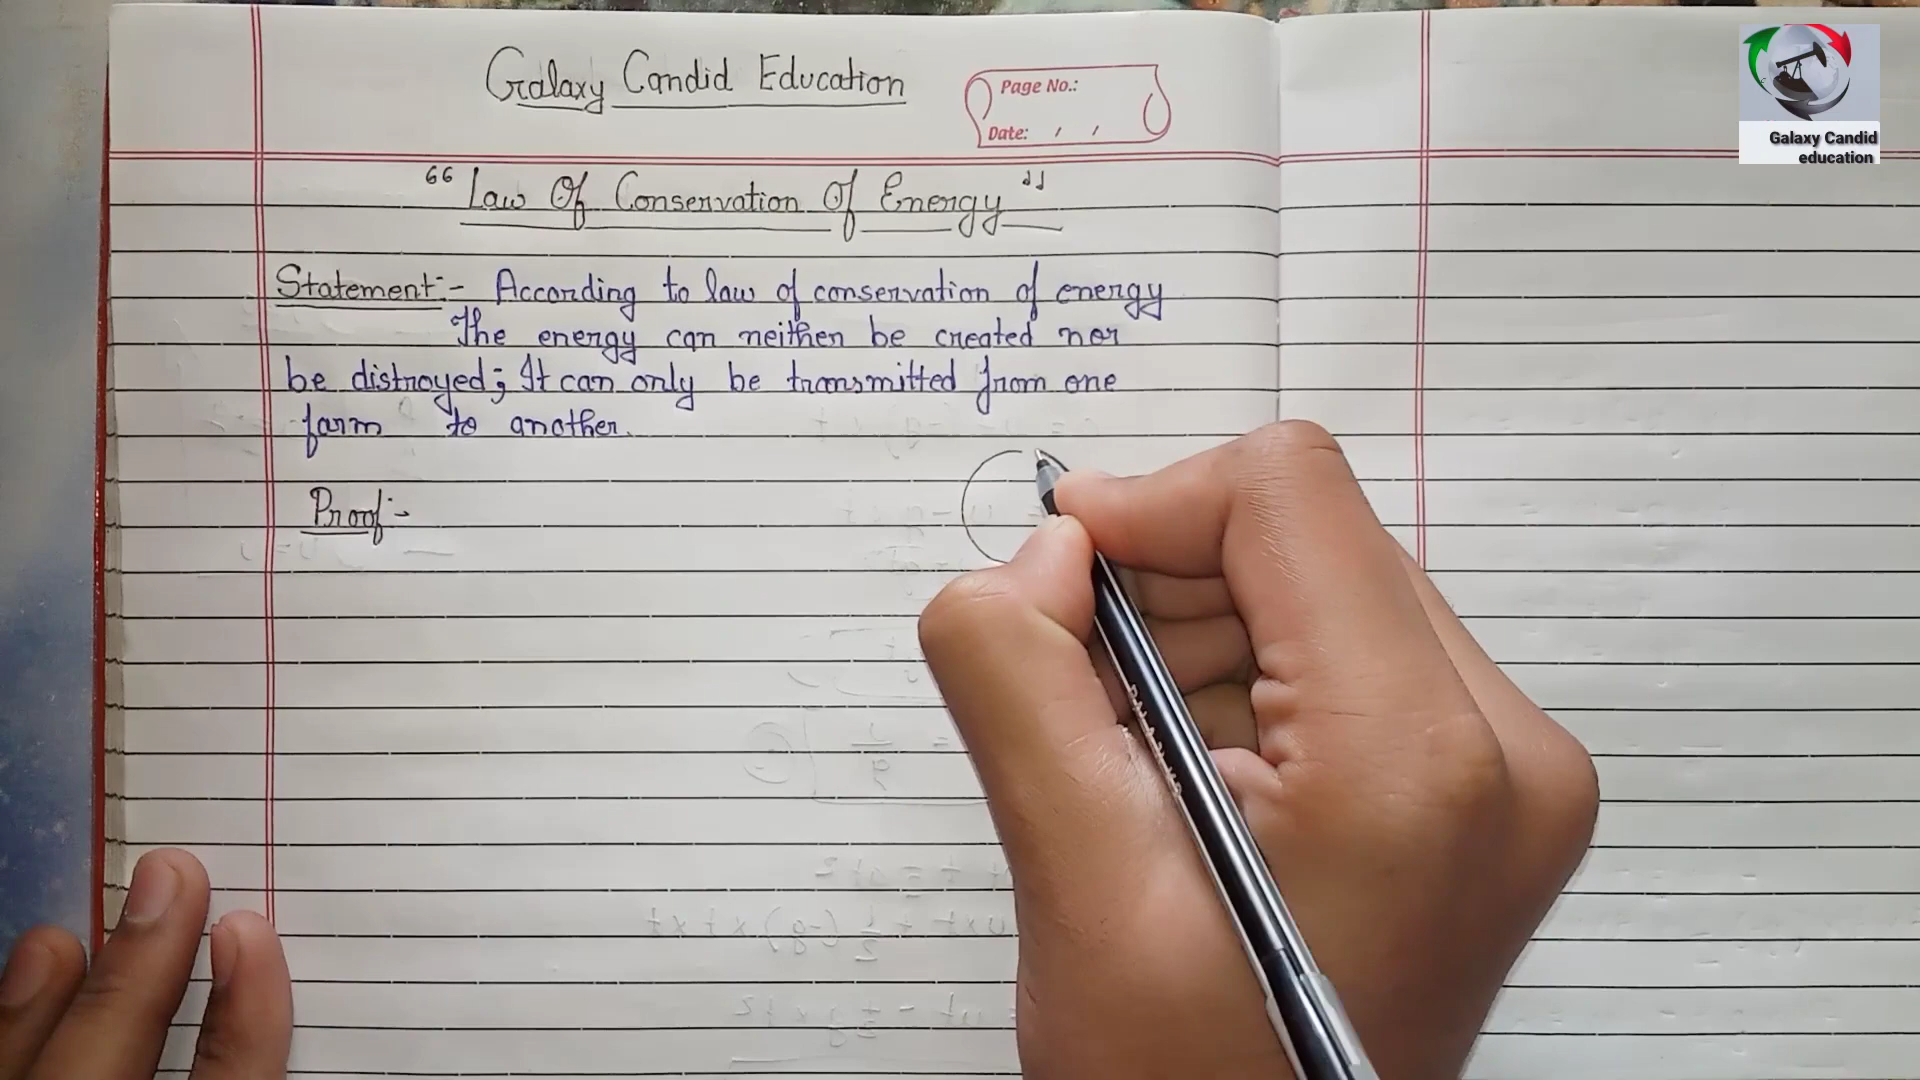 Galaxy Candid Education
Page No.:
Date: / /
Galaxy Candid
education
"Law Of Conservation Of Energy"
Statement:- According to law of conservation of energy
The energy can neither be created nor
be distroyed; It can only be transmitted from one
farm to another.
Proof:-